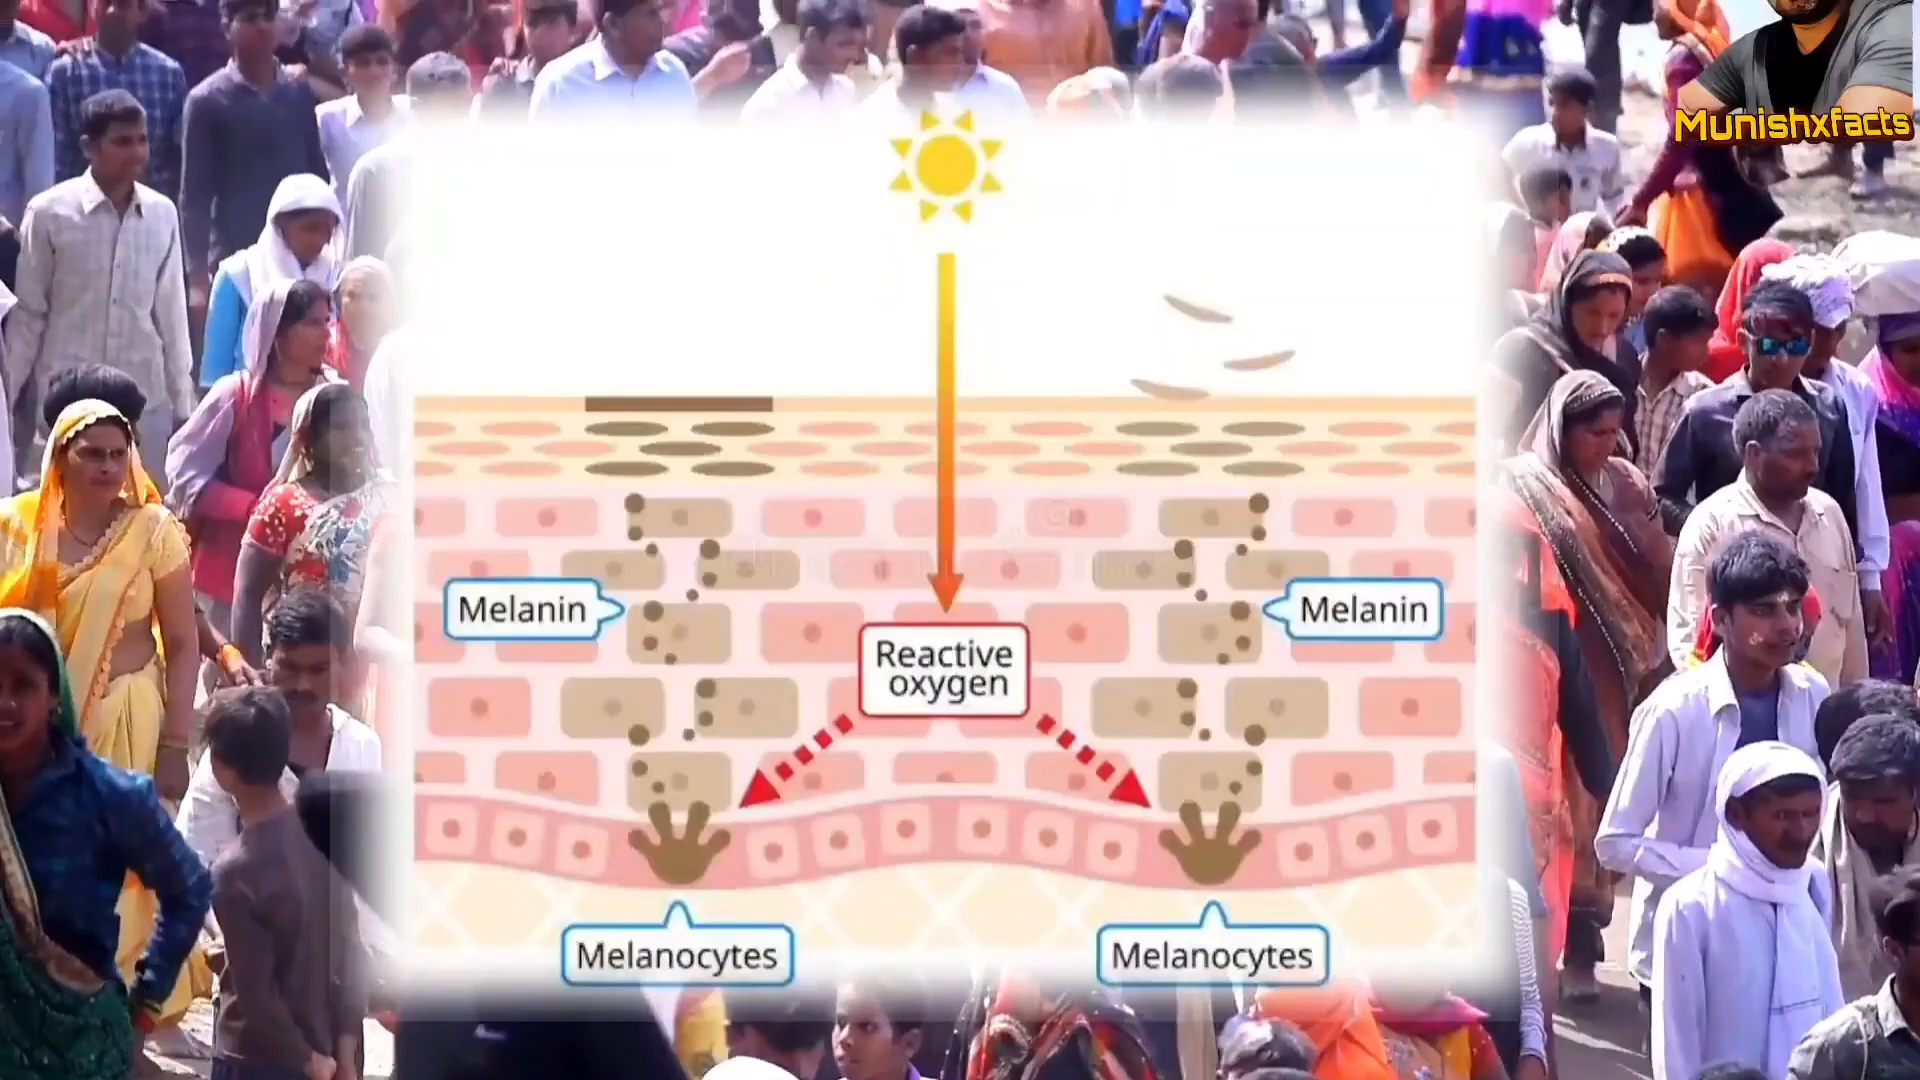 Munishxfacts
Melanin
Melanin
Reactive
oxygen
Melanocytes
Melanocytes